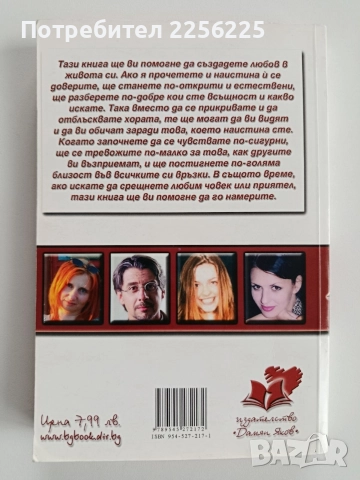 Купи с доставка
2256226
Тази книга ще ви помогне да създадете любов в
живота си. Ако я прочетете и наистина ѝ се
доверите, ще станете по-открити и естествени,
ще разберете по-добре кои сте всъщност и какво
искате. Така вместо да се прикривате и да
отблъсквате хората, те ще могат да ви видят
и да ви обичат заради това, което наистина сте.
Когато започнете да се чувствате по-сигурни,
ще се тревожите по-малко за това, как другите
ви възприемат, и ще постигнете по-голяма
близост във всичките си връзки. В същото време,
ако искате да срещнете любим човек или приятел,
тази книга ще ви помогне да го намерите.
Цена 7,99 лв.
www.bgbook.dir.bg
9789545272172
ISBN 954-527-217-1
издателство
"Дамян Яков"
BAZAR